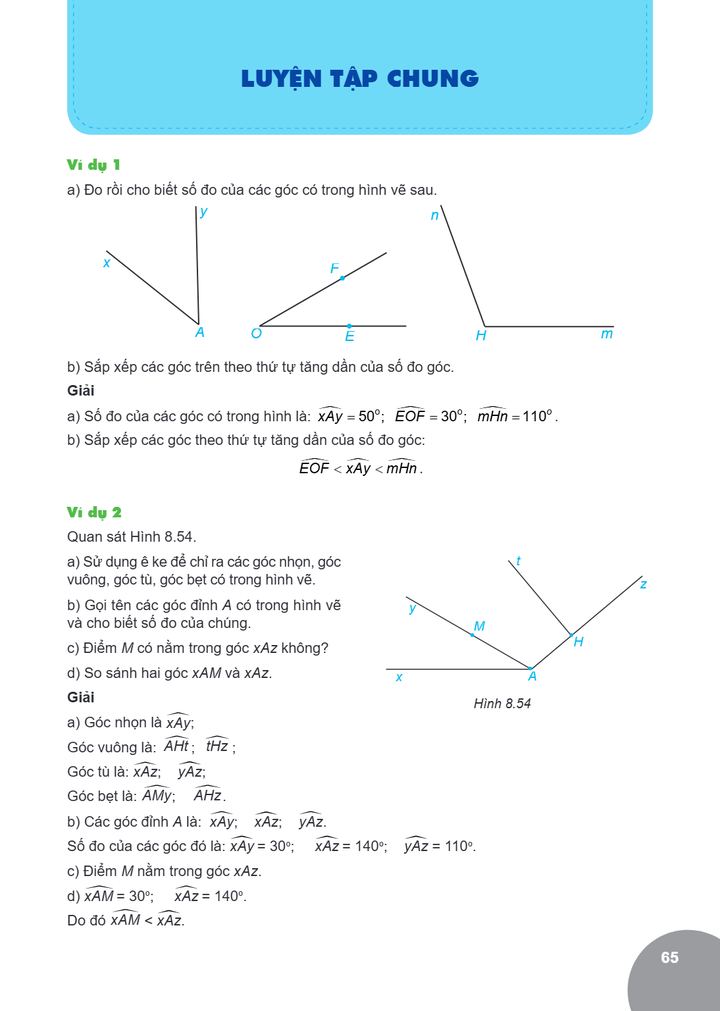 LUYỆN TẬP CHUNG
Ví dụ 1
a) Đo rồi cho biết số đo của các góc có trong hình vẽ sau.
x
y
A
O
F
E
n
H
m
b) Sắp xếp các góc trên theo thứ tự tăng dần của số đo góc.
Giải
a) Số đo của các góc có trong hình là: xAy = 50°; EOF = 30°; mHn = 110°.
b) Sắp xếp các góc theo thứ tự tăng dần của số đo góc:
EOF < xAy < mHn.
Ví dụ 2
Quan sát Hình 8.54.
a) Sử dụng ê ke để chỉ ra các góc nhọn, góc
vuông, góc tù, góc bẹt có trong hình vẽ.
b) Gọi tên các góc đỉnh A có trong hình vẽ
và cho biết số đo của chúng.
c) Điểm M có nằm trong góc xAz không?
d) So sánh hai góc xAM và xAz.
t
z
y
M
H
x
A
Hình 8.54
Giải
a) Góc nhọn là xAy;
Góc vuông là: AHt; tHz;
Góc tù là: xAz; yAz;
Góc bẹt là: AMy; AHz.
b) Các góc đỉnh A là: xAy; xAz; yAz.
Số đo của các góc đó là: xAy = 30°; xAz = 140°; yAz = 110°.
c) Điểm M nằm trong góc xAz.
d) xAM = 30°; xAz = 140°.
Do đó xAM < xAz.
65